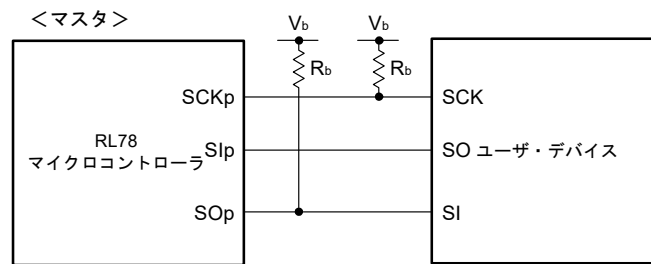 ＜マスタ＞
Vb
Vb
Rb
Rb
SCKp
SCK
RL78
マイクロコントローラ
SIp
SO ユーザ・デバイス
SOp
SI